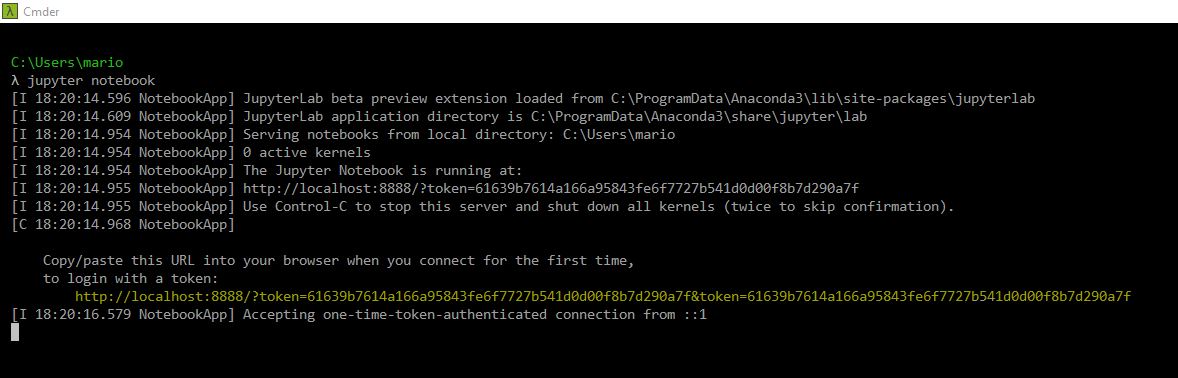 λ Cmder
C:\Users\mario
λ jupyter notebook
[I 18:20:14.596 NotebookApp] JupyterLab beta preview extension loaded from C:\ProgramData\Anaconda3\lib\site-packages\jupyterlab
[I 18:20:14.609 NotebookApp] JupyterLab application directory is C:\ProgramData\Anaconda3\share\jupyter\lab
[I 18:20:14.954 NotebookApp] Serving notebooks from local directory: C:\Users\mario
[I 18:20:14.954 NotebookApp] 0 active kernels
[I 18:20:14.954 NotebookApp] The Jupyter Notebook is running at:
[I 18:20:14.955 NotebookApp] http://localhost:8888/?token=61639b7614a166a95843fe6f7727b541d0d00f8b7d290a7f
[I 18:20:14.955 NotebookApp] Use Control-C to stop this server and shut down all kernels (twice to skip confirmation).
[C 18:20:14.968 NotebookApp]
Copy/paste this URL into your browser when you connect for the first time,
to login with a token:
http://localhost:8888/?token=61639b7614a166a95843fe6f7727b541d0d00f8b7d290a7f&token=61639b7614a166a95843fe6f7727b541d0d00f8b7d290a7f
[I 18:20:16.579 NotebookApp] Accepting one-time-token-authenticated connection from ::1